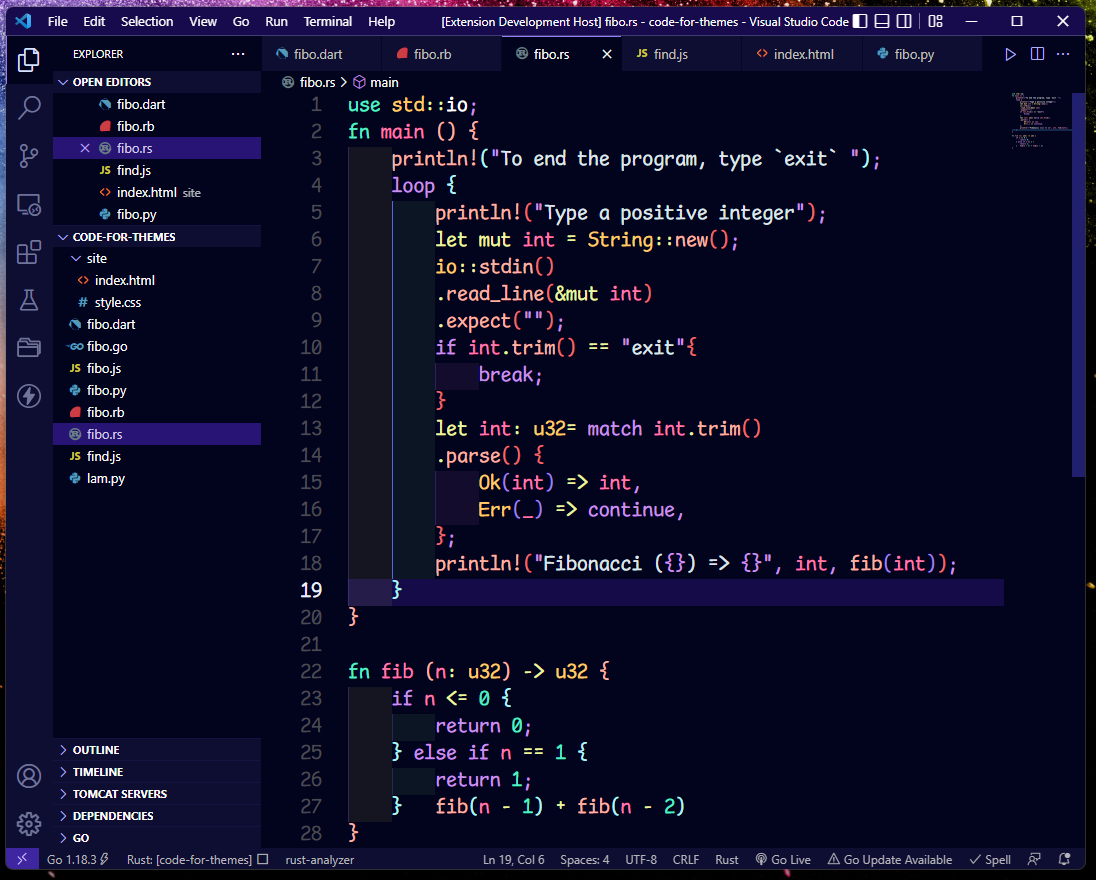 File Edit Selection View Go Run Terminal Help [Extension Development Host] fibo.rs - code-for-themes - Visual Studio Code
EXPLORER
OPEN EDITORS
fibo.dart
fibo.rb
fibo.rs
JS find.js
index.html site
fibo.py
CODE-FOR-THEMES
site
index.html
# style.css
fibo.dart
GO fibo.go
JS fibo.js
fibo.py
fibo.rb
fibo.rs
JS find.js
lam.py
OUTLINE
TIMELINE
TOMCAT SERVERS
DEPENDENCIES
GO
fibo.dart fibo.rb fibo.rs JS find.js index.html fibo.py
fibo.rs > main
1 use std::io;
2 fn main () {
3     println!("To end the program, type `exit` ");
4     loop {
5         println!("Type a positive integer");
6         let mut int = String::new();
7         io::stdin()
8         .read_line(&mut int)
9         .expect("");
10         if int.trim() == "exit"{
11             break;
12         }
13         let int: u32= match int.trim()
14         .parse() {
15             Ok(int) => int,
16             Err(_) => continue,
17         };
18         println!("Fibonacci ({}) => {}", int, fib(int));
19     }
20 }
21
22 fn fib (n: u32) -> u32 {
23     if n <= 0 {
24         return 0;
25     } else if n == 1 {
26         return 1;
27     }   fib(n - 1) + fib(n - 2)
28 }
Go 1.18.3 Rust: [code-for-themes] rust-analyzer Ln 19, Col 6 Spaces: 4 UTF-8 CRLF Rust Go Live Go Update Available Spell